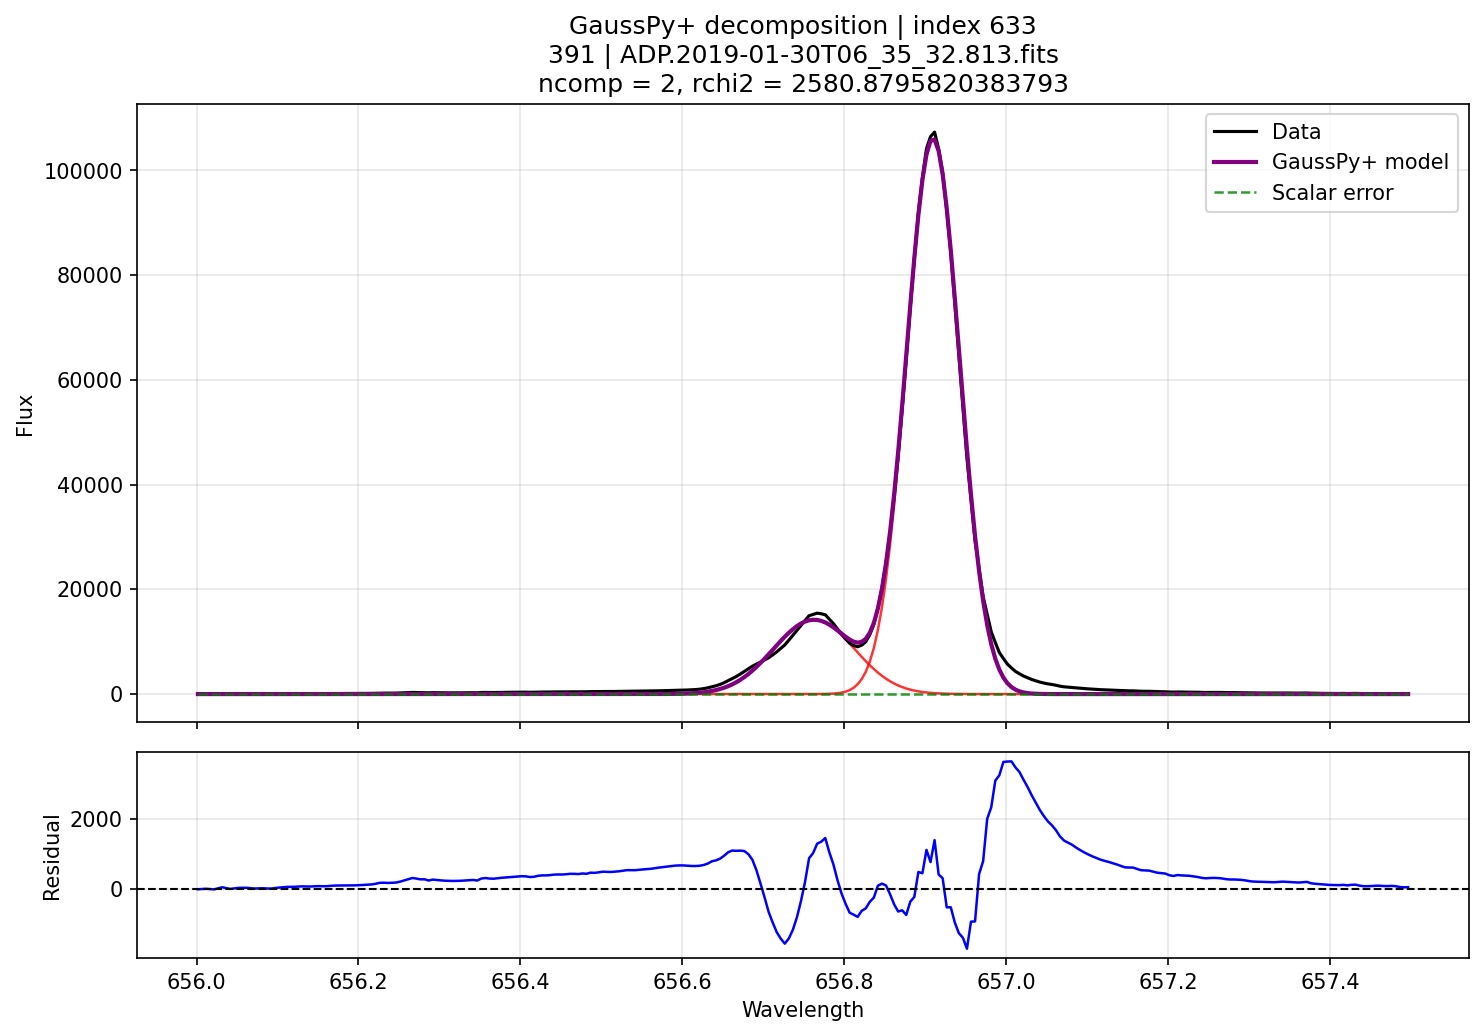 GaussPy+ decomposition | index 633
391 | ADP.2019-01-30T06_35_32.813.fits
ncomp = 2, rchi2 = 2580.8795820383793
Data
GaussPy+ model
Scalar error
Flux
100000
80000
60000
40000
20000
0
Residual
2000
0
656.0 656.2 656.4 656.6 656.8 657.0 657.2 657.4
Wavelength